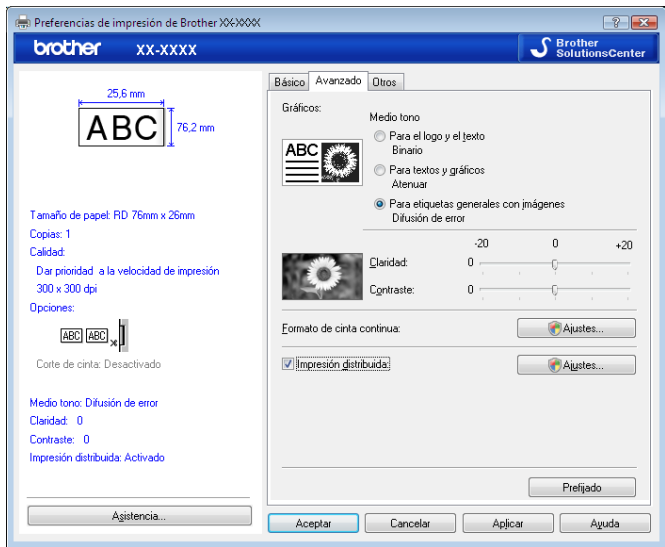 Preferencias de impresión de Brother XX-XXXX
brother XX-XXXX
Brother
SolutionsCenter
25,6 mm
ABC
76,2 mm
Tamaño de papel: RD 76mm x 26mm
Copias: 1
Calidad:
Dar prioridad a la velocidad de impresión
300 x 300 dpi
Opciones:
ABC ABC
Corte de cinta: Desactivado
Medio tono: Difusión de error
Claridad: 0
Contraste: 0
Impresión distribuida: Activado
Asistencia...
Básico Avanzado Otros
Gráficos:
Medio tono
ABC
Para el logo y el texto
Binario
Para textos y gráficos
Atenuar
Para etiquetas generales con imágenes
Difusión de error
-20 0 +20
Claridad: 0
Contraste: 0
Formato de cinta continua: Ajustes...
Impresión distribuida: Ajustes...
Prefijado
Aceptar Cancelar Aplicar Ayuda